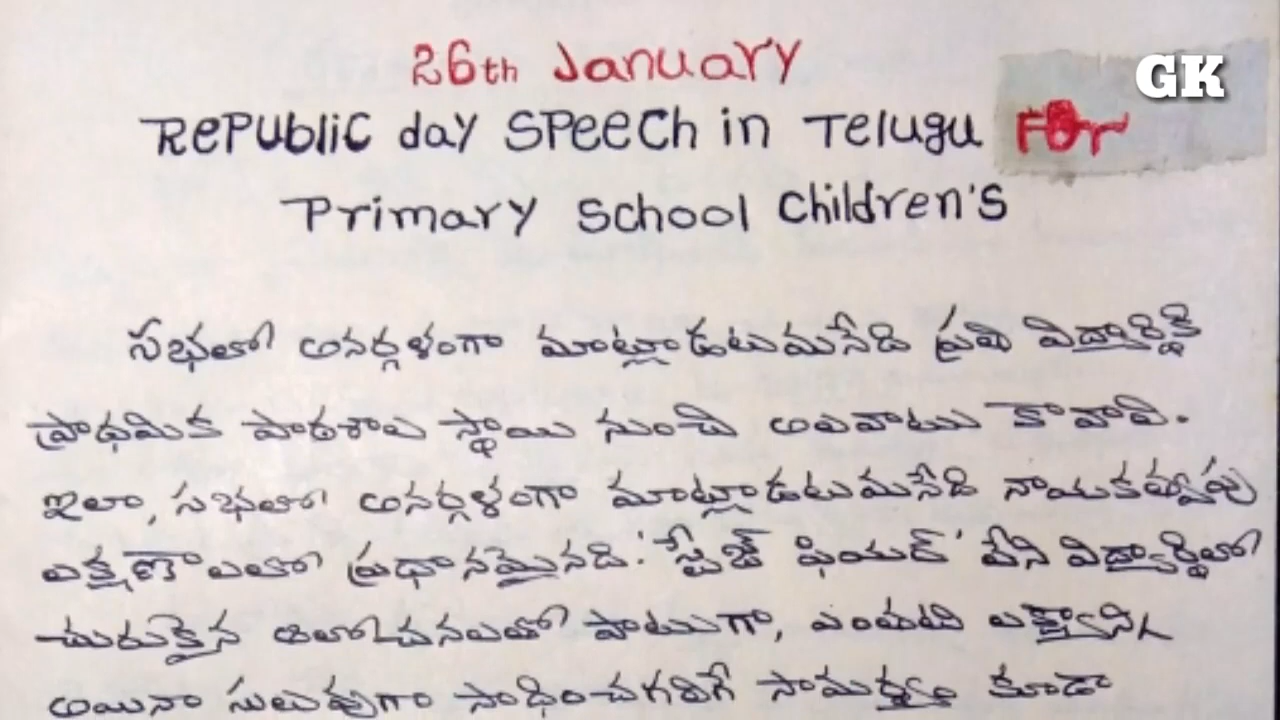 26th January
GK
Republic day Speech in Telugu For
Primary School Children's
సభలో అనర్గళంగా మాట్లాడటమనేది ప్రతి విద్యార్థికీ
ప్రాథమిక పాఠశాల స్థాయి నుంచి అలవాటు కావాలి.
ఇలా, సభలో అనర్గళంగా మాట్లాడటమనేది నాయకత్వపు
లక్షణాలలో ప్రధానమైనది. 'స్టేజ్ ఫియర్' లేని విద్యార్థిలో
చురుకైన ఆలోచనలతో పాటుగా, ఎంతటి లక్ష్యాన్ని
అయినా సులువుగా సాధించగలిగే సామర్థ్యం కూడా